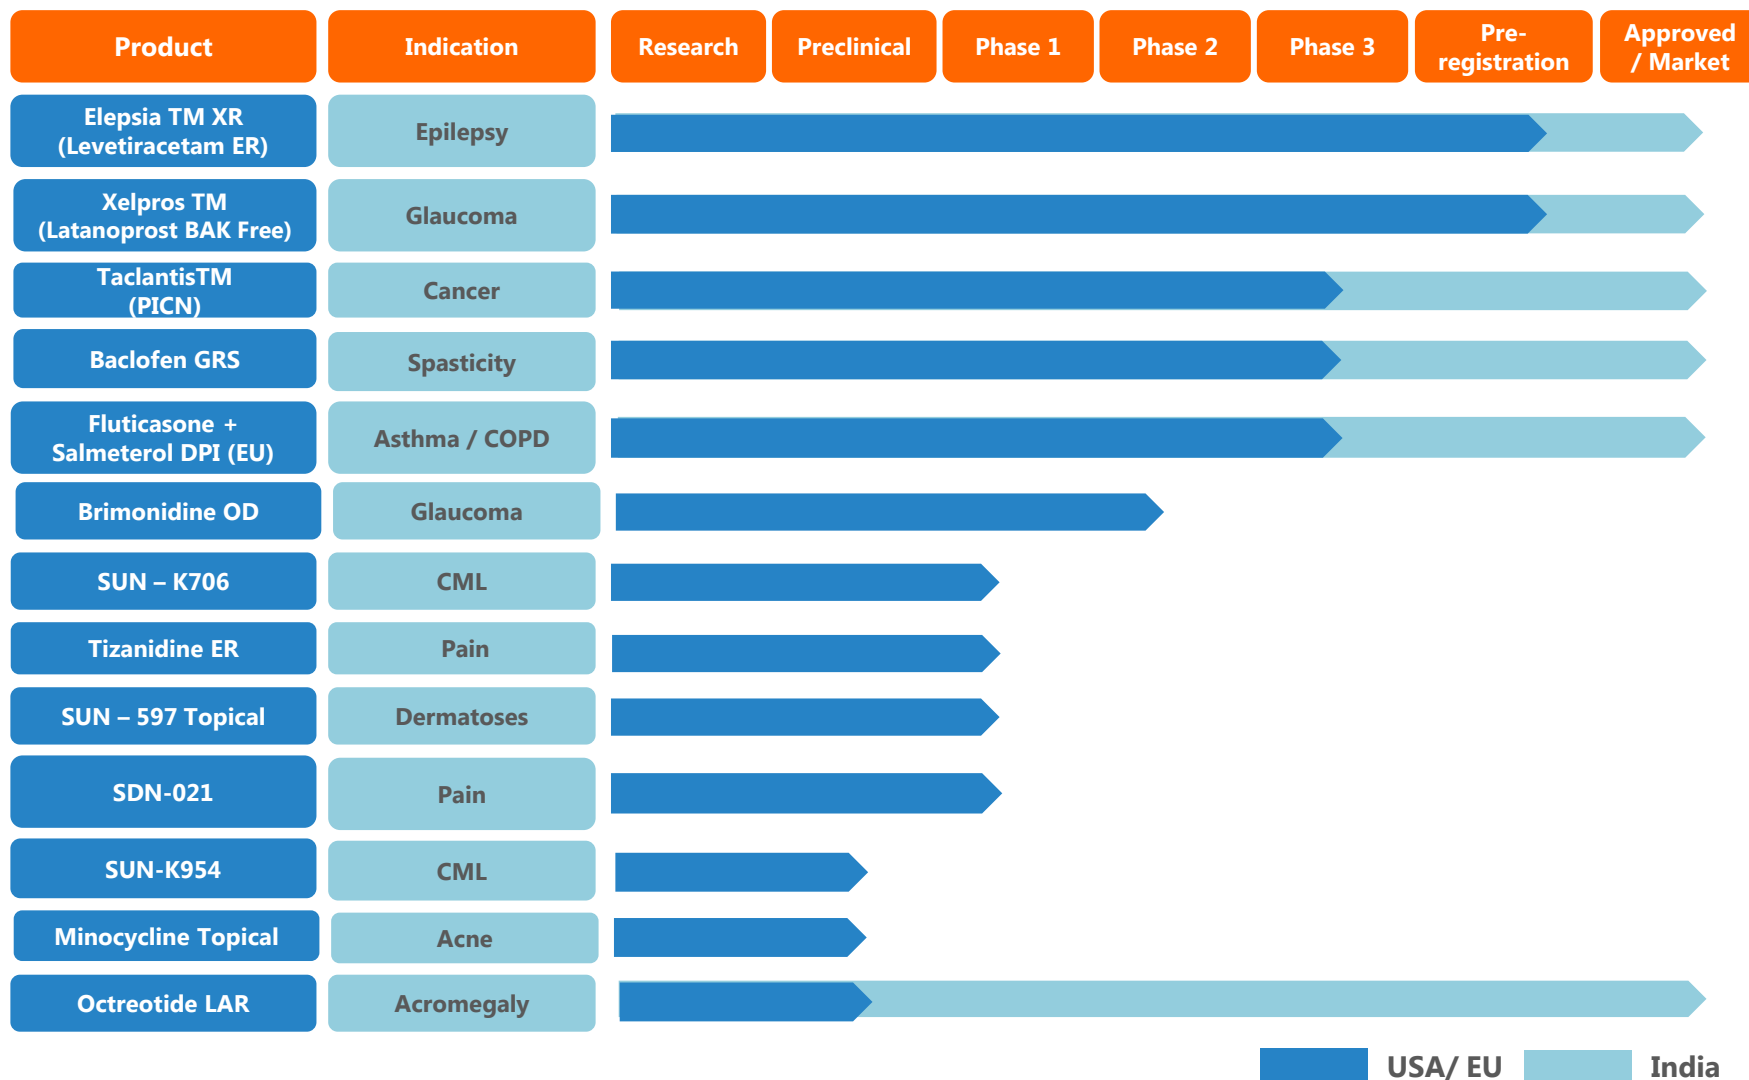 Product
Indication
Research
Preclinical
Phase 1
Phase 2
Phase 3
Pre-
registration
Approved
/ Market
Elepsia TM XR
(Levetiracetam ER)
Epilepsy
Xelpros TM
(Latanoprost BAK Free)
Glaucoma
TaclantisTM
(PICN)
Cancer
Baclofen GRS
Spasticity
Fluticasone +
Salmeterol DPI (EU)
Asthma / COPD
Brimonidine OD
Glaucoma
SUN – K706
CML
Tizanidine ER
Pain
SUN – 597 Topical
Dermatoses
SDN-021
Pain
SUN-K954
CML
Minocycline Topical
Acne
Octreotide LAR
Acromegaly
USA/ EU
India